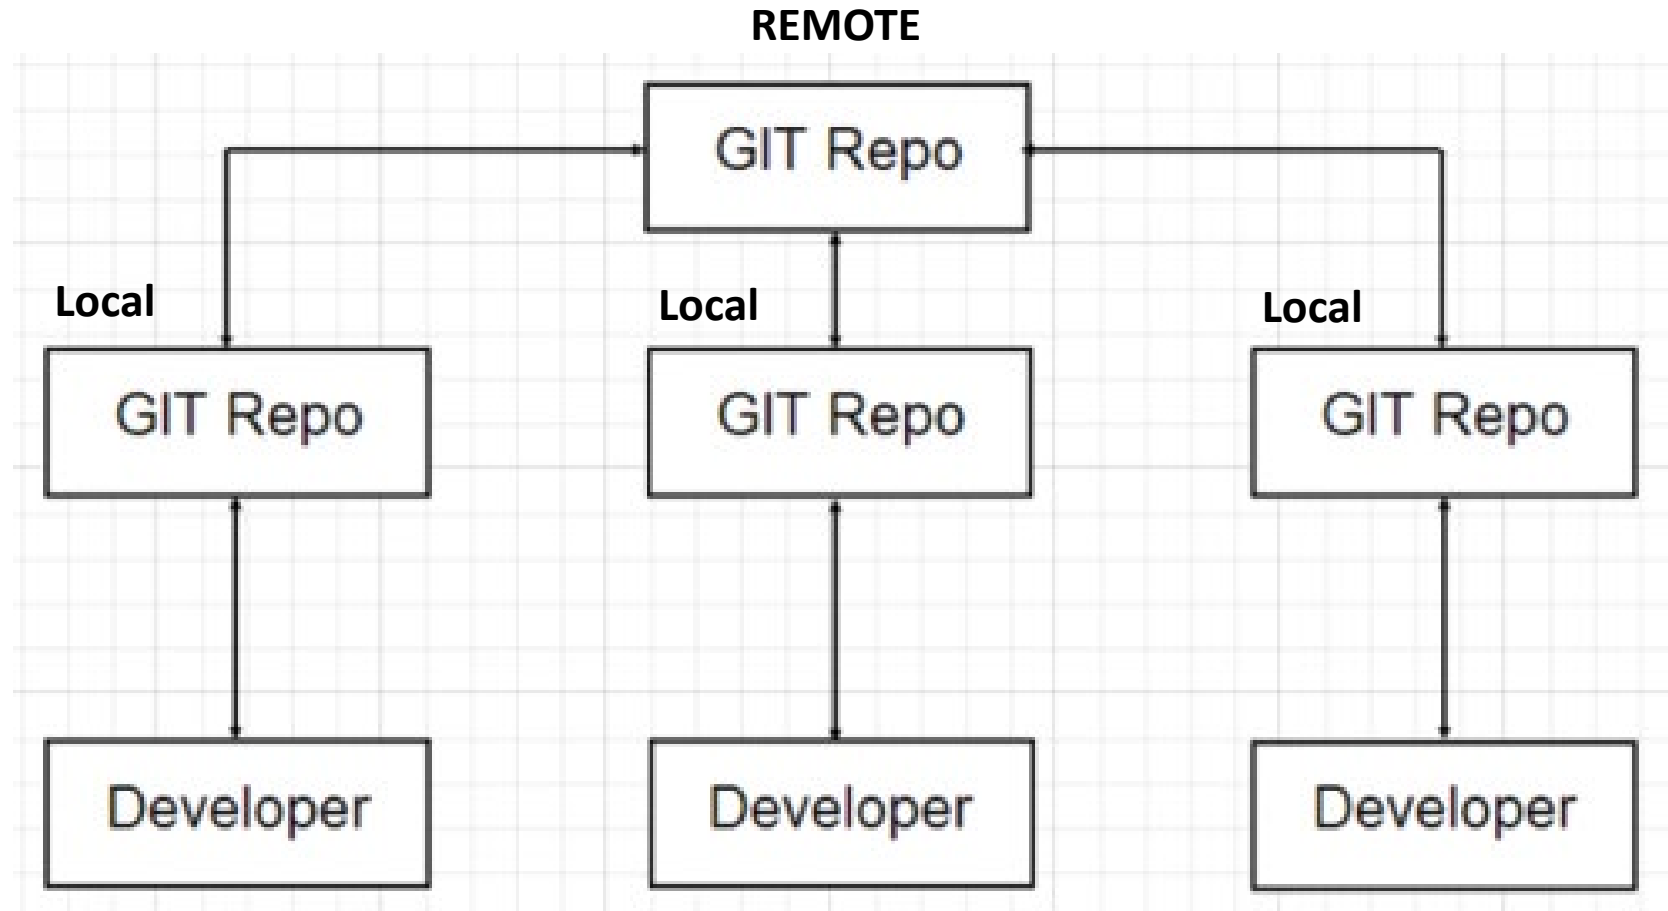 REMOTE
GIT Repo
Local
Local
Local
GIT Repo
GIT Repo
GIT Repo
Developer
Developer
Developer